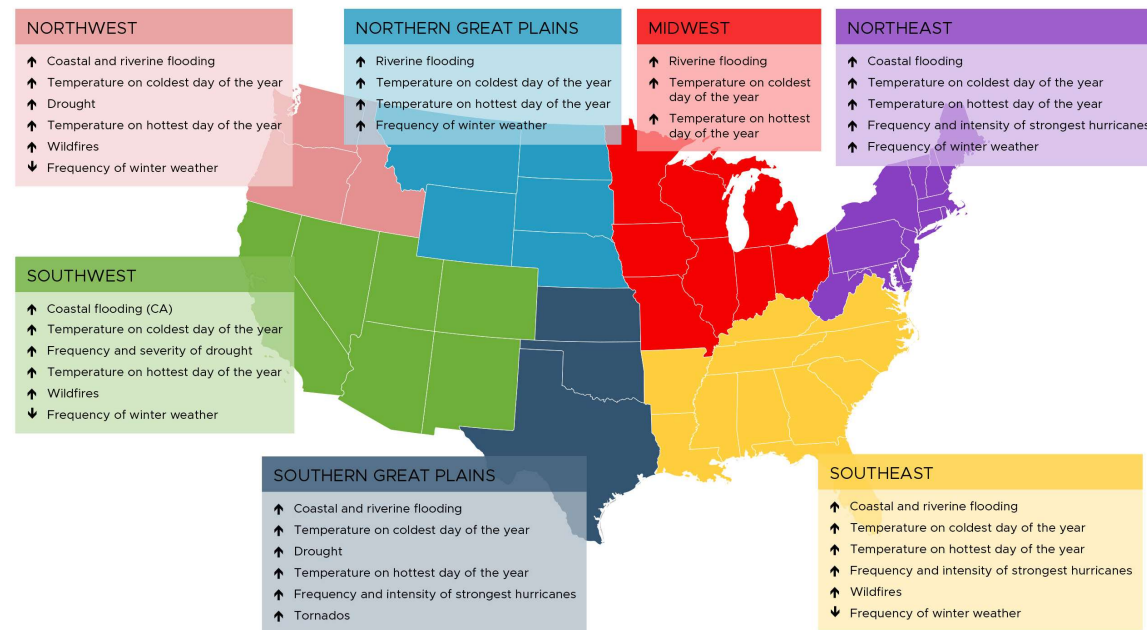 NORTHWEST
↑ Coastal and riverine flooding
↑ Temperature on coldest day of the year
↑ Drought
↑ Temperature on hottest day of the year
↑ Wildfires
↓ Frequency of winter weather
NORTHERN GREAT PLAINS
↑ Riverine flooding
↑ Temperature on coldest day of the year
↑ Temperature on hottest day of the year
↑ Frequency of winter weather
MIDWEST
↑ Riverine flooding
↑ Temperature on coldest
day of the year
↑ Temperature on hottest
day of the year
NORTHEAST
↑ Coastal flooding
↑ Temperature on coldest day of the year
↑ Temperature on hottest day of the year
↑ Frequency and intensity of strongest hurricanes
↑ Frequency of winter weather
SOUTHWEST
↑ Coastal flooding (CA)
↑ Temperature on coldest day of the year
↑ Frequency and severity of drought
↑ Temperature on hottest day of the year
↑ Wildfires
↓ Frequency of winter weather
SOUTHERN GREAT PLAINS
↑ Coastal and riverine flooding
↑ Temperature on coldest day of the year
↑ Drought
↑ Temperature on hottest day of the year
↑ Frequency and intensity of strongest hurricanes
↑ Tornados
SOUTHEAST
↑ Coastal and riverine flooding
↑ Temperature on coldest day of the year
↑ Temperature on hottest day of the year
↑ Frequency and intensity of strongest hurricanes
↑ Wildfires
↓ Frequency of winter weather